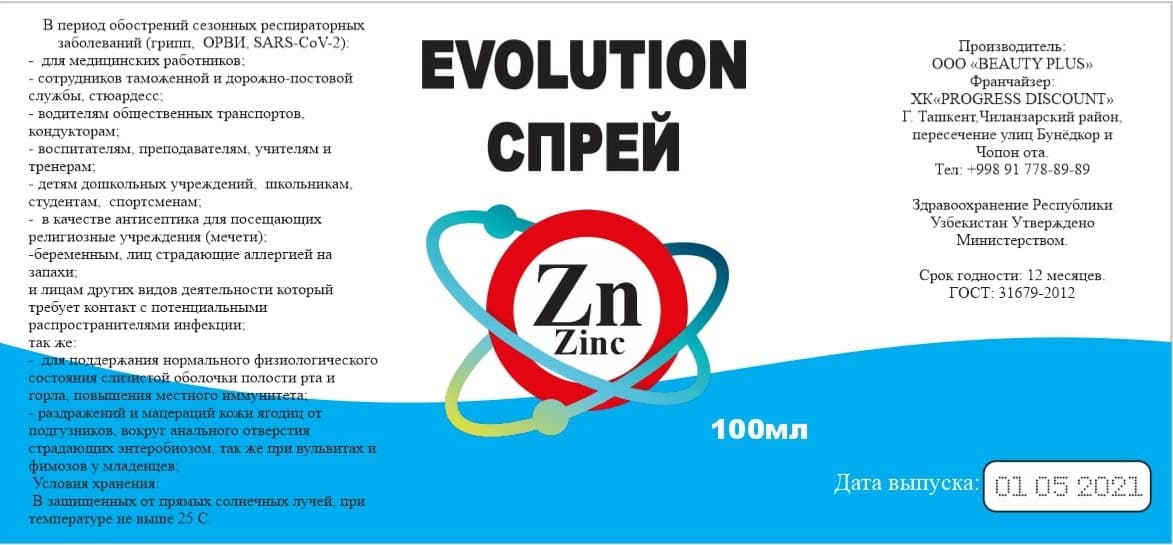 В период обострений сезонных респираторных
заболеваний (грипп, ОРВИ, SARS-CoV-2):
- для медицинских работников;
- сотрудников таможенной и дорожно-постовой
службы, стюардесс;
- водителям общественных транспортов,
кондукторам;
- воспитателям, преподавателям, учителям и
тренерам;
- детям дошкольных учреждений, школьникам,
студентам, спортсменам;
- в качестве антисептика для посещающих
религиозные учреждения (мечети);
-беременным, лиц страдающие аллергией на
запахи;
и лицам других видов деятельности который
требует контакт с потенциальными
распространителями инфекции;
так же:
- для поддержания нормального физиологического
состояния слизистой оболочки полости рта и
горла, повышения местного иммунитета;
- раздражений и мацераций кожи ягодиц от
подгузников, вокруг анального отверстия
страдающих энтеробиозом, так же при вульвитах и
фимозов у младенцев;
Условия хранения:
В защищенных от прямых солнечных лучей, при
температуре не выше 25 С.
EVOLUTION
СПРЕЙ
Zn
Zinc
100мл
Производитель:
ООО «BEAUTY PLUS»
Франчайзер:
ХК«PROGRESS DISCOUNT»
Г. Ташкент,Чиланзарский район,
пересечение улиц Бунёдкор и
Чопон ота.
Тел: +998 91 778-89-89
Здравоохранение Республики
Узбекистан Утверждено
Министерством.
Срок годности: 12 месяцев.
ГОСТ: 31679-2012
Дата выпуска: 01 05 2021